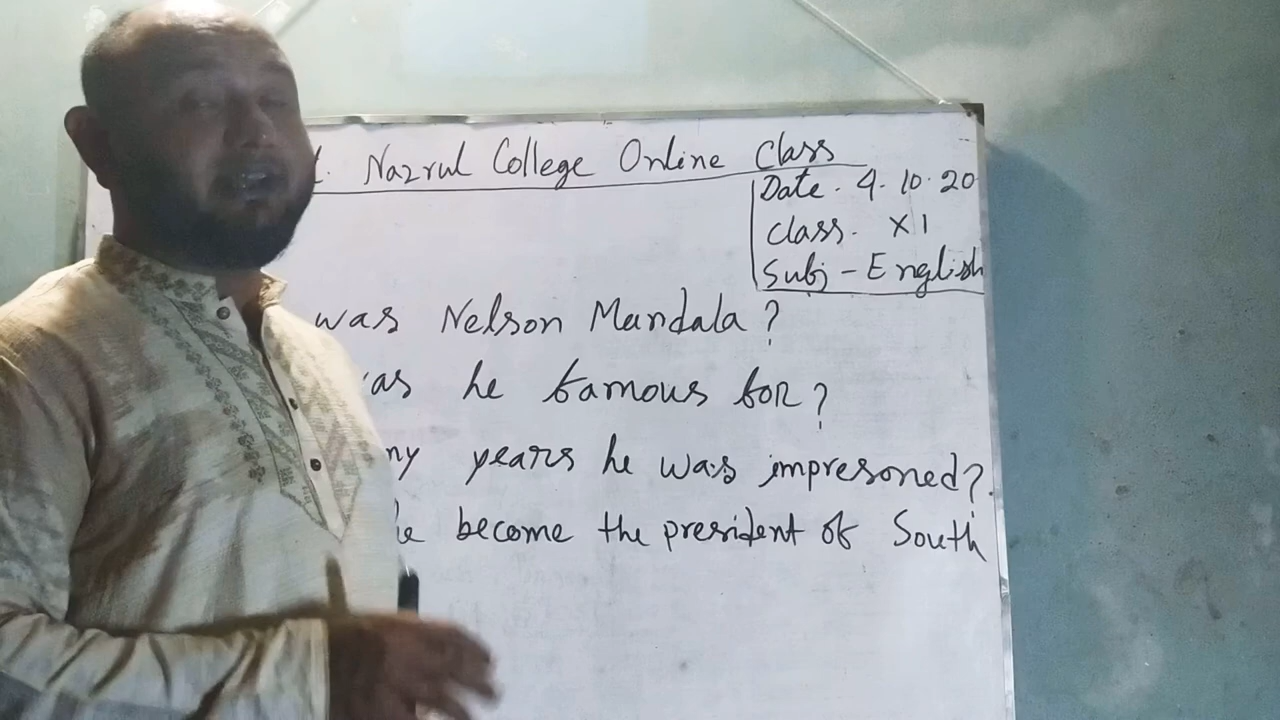 Nazrul College Online Class
Date. 4.10.20
Class. XI
Subj - English
was Nelson Mandala?
as he famous for?
ny years he was impresoned?
he become the president of South